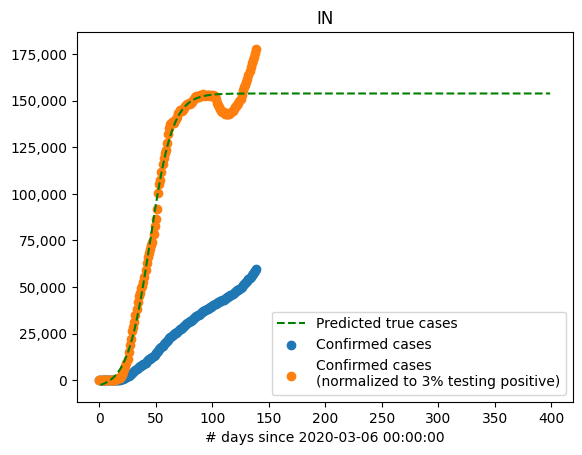 IN
175,000
150,000
125,000
100,000
75,000
50,000
25,000
0
Predicted true cases
Confirmed cases
Confirmed cases
(normalized to 3% testing positive)
0 50 100 150 200 250 300 350 400
# days since 2020-03-06 00:00:00